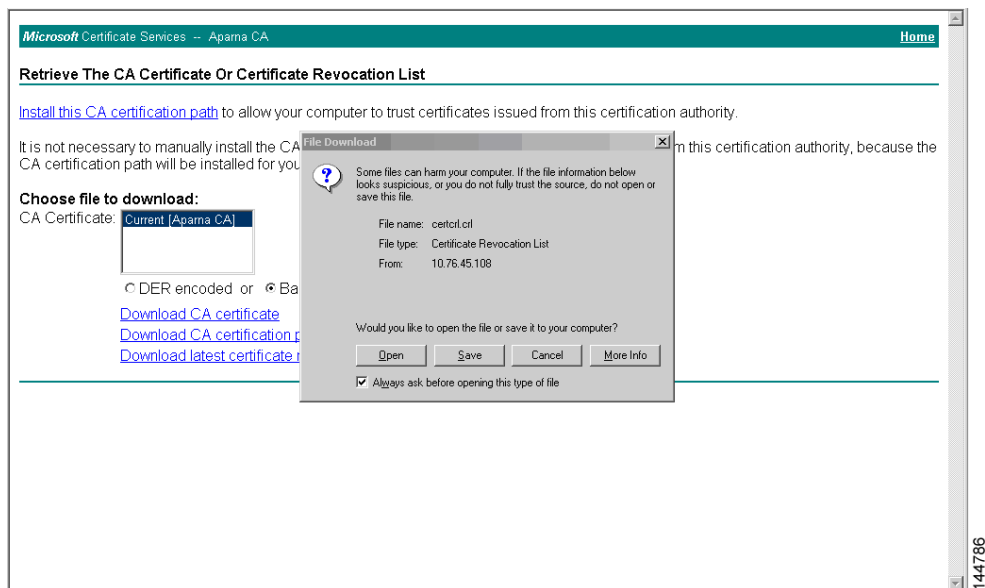 Microsoft Certificate Services -- Aparna CA Home
Retrieve The CA Certificate Or Certificate Revocation List
Install this CA certification path to allow your computer to trust certificates issued from this certification authority.
It is not necessary to manually install the CA
m this certification authority, because the
CA certification path will be installed for you
Choose file to download:
CA Certificate: Current [Aparna CA]
DER encoded or Ba
Download CA certificate
Download CA certification p
Download latest certificate r
File Download
Some files can harm your computer. If the file information below
looks suspicious, or you do not fully trust the source, do not open or
save this file.
File name: certcrl.crl
File type: Certificate Revocation List
From: 10.76.45.108
Would you like to open the file or save it to your computer?
Open Save Cancel More Info
Always ask before opening this type of file
144786